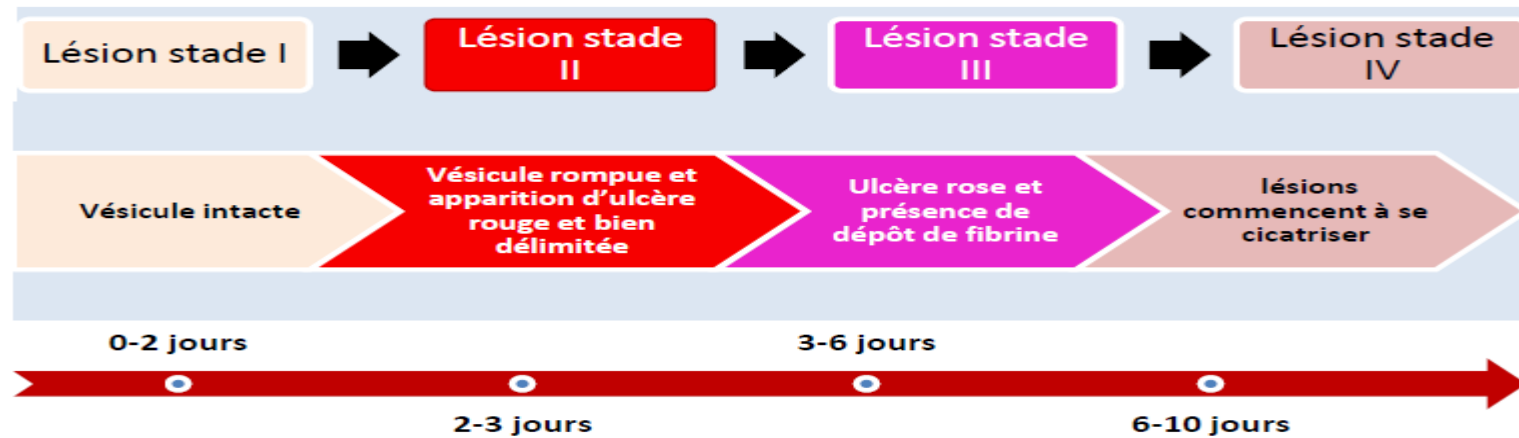 Lésion stade I
Lésion stade
II
Lésion stade
III
Lésion stade
IV
Vésicule intacte
Vésicule rompue et
apparition d'ulcère
rouge et bien
délimitée
Ulcère rose et
présence de
dépôt de fibrine
lésions
commencent à se
cicatriser
0-2 jours
2-3 jours
3-6 jours
6-10 jours